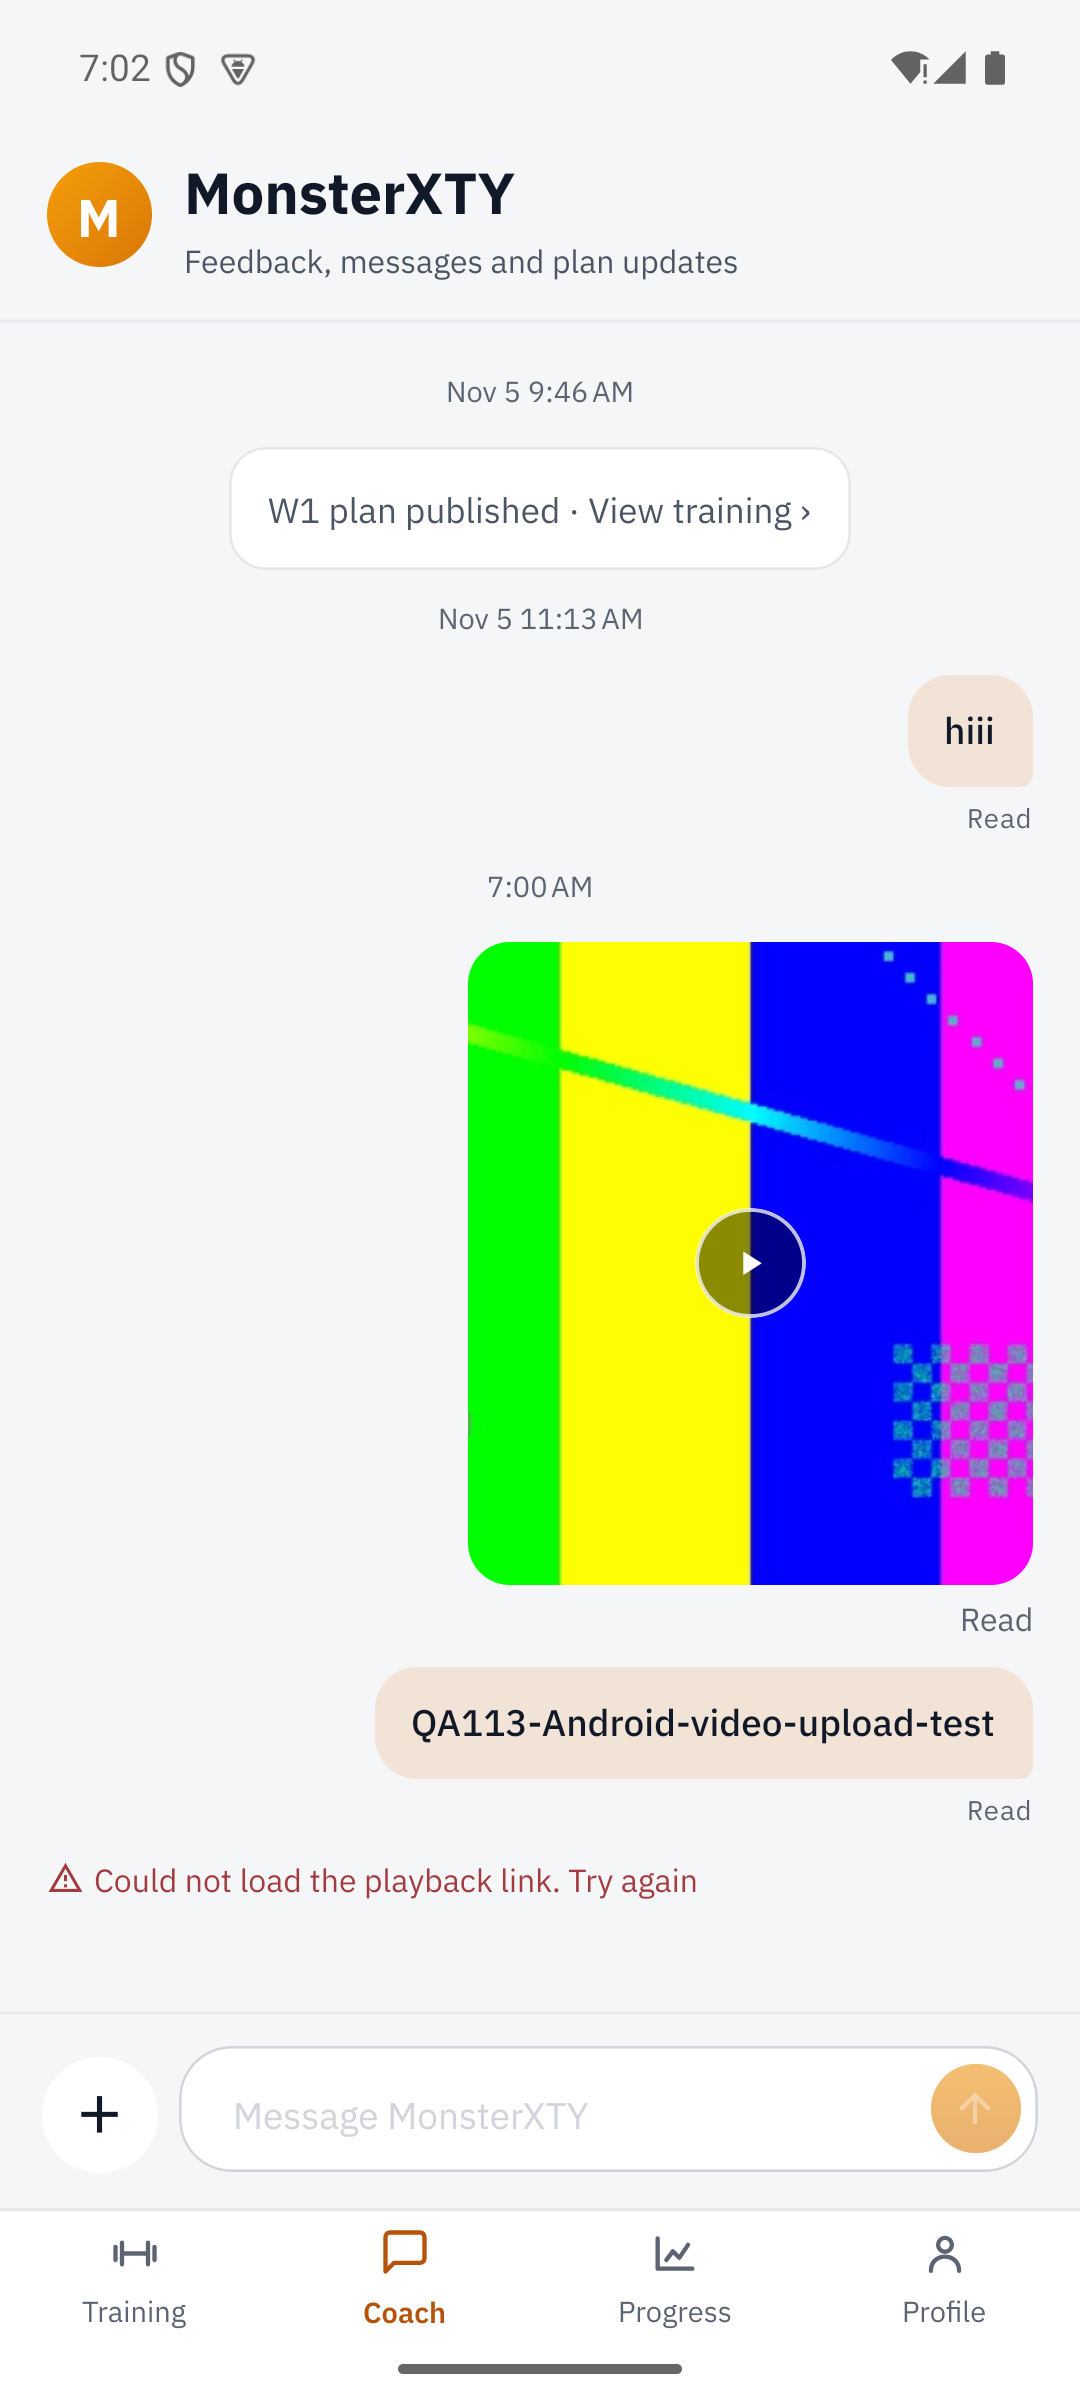 7:02
M
MonsterXTY
Feedback, messages and plan updates
Nov 5 9:46 AM
W1 plan published · View training ›
Nov 5 11:13 AM
hiii
Read
7:00 AM
Read
QA113-Android-video-upload-test
Read
Could not load the playback link. Try again
Message MonsterXTY
Training
Coach
Progress
Profile